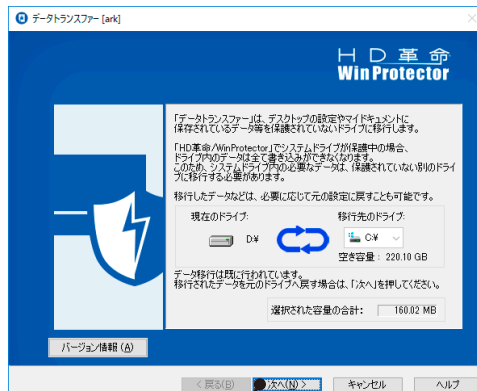 データトランスファー [ark]
HD革命
WinProtector
「データトランスファー」は、デスクトップの設定やマイドキュメントに
保存されているデータ等を保護されていないドライブに移行します。
「HD革命/WinProtector」でシステムドライブが保護中の場合、
ドライブ内のデータは全て書き込みができなくなります。
このため、システムドライブ内の必要なデータは、保護されていない別のドライ
ブに移行する必要があります。
移行したデータなどは、必要に応じて元の設定に戻すことも可能です。
現在のドライブ: 移行先のドライブ:
D¥ C:¥
空き容量: 220.10 GB
データ移行は既に行われています。
移行されたデータを元のドライブへ戻す場合は、「次へ」を押してください。
選択された容量の合計: 160.02 MB
バージョン情報 (A)
< 戻る(B) 次へ(N) > キャンセル ヘルプ